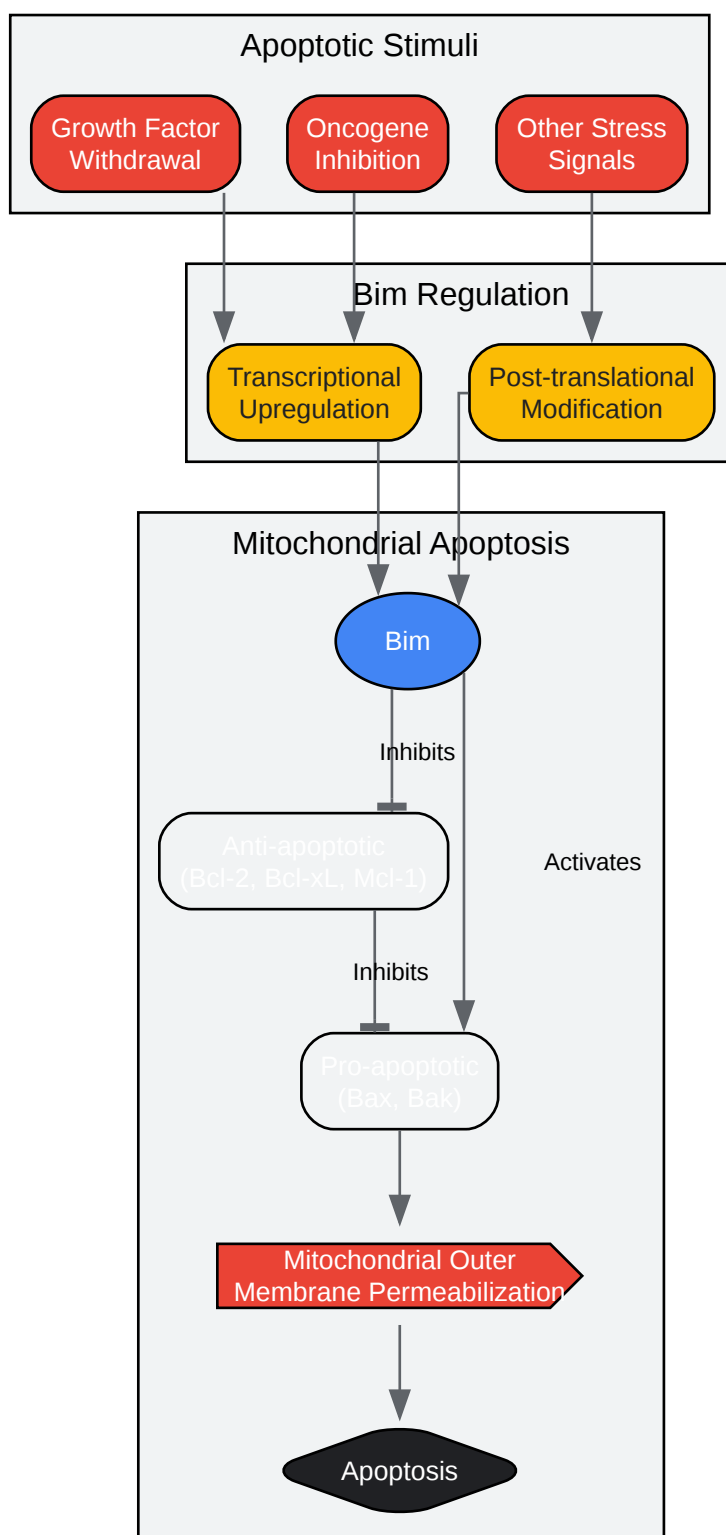 Apoptotic Stimuli
Growth Factor
Withdrawal
Oncogene
Inhibition
Other Stress
Signals
Bim Regulation
Transcriptional
Upregulation
Post-translational
Modification
Mitochondrial Apoptosis
Bim
Inhibits
Anti-apoptotic
(Bcl-2, Bcl-xL, Mcl-1)
Activates
Inhibits
Pro-apoptotic
(Bax, Bak)
Mitochondrial Outer
Membrane Permeabilization
Apoptosis